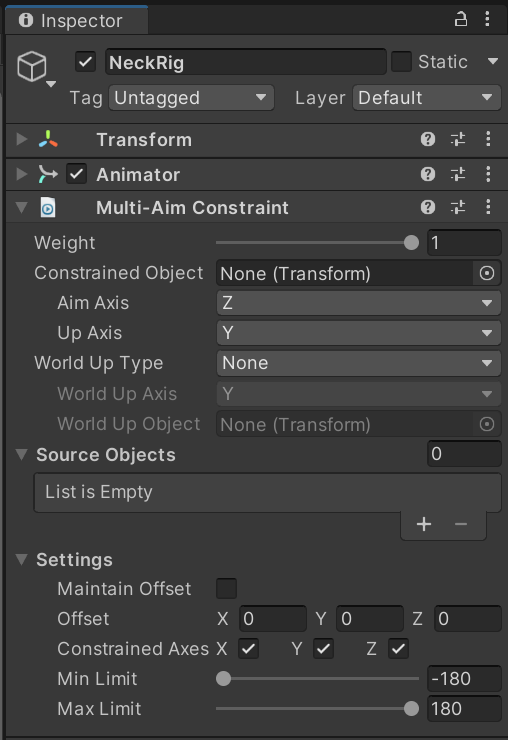 Inspector
NeckRig Static
Tag Untagged Layer Default
Transform
Animator
Multi-Aim Constraint
Weight 1
Constrained Object None (Transform)
Aim Axis Z
Up Axis Y
World Up Type None
World Up Axis Y
World Up Object None (Transform)
Source Objects 0
List is Empty
+ −
Settings
Maintain Offset
Offset X 0 Y 0 Z 0
Constrained Axes X Y Z
Min Limit -180
Max Limit 180